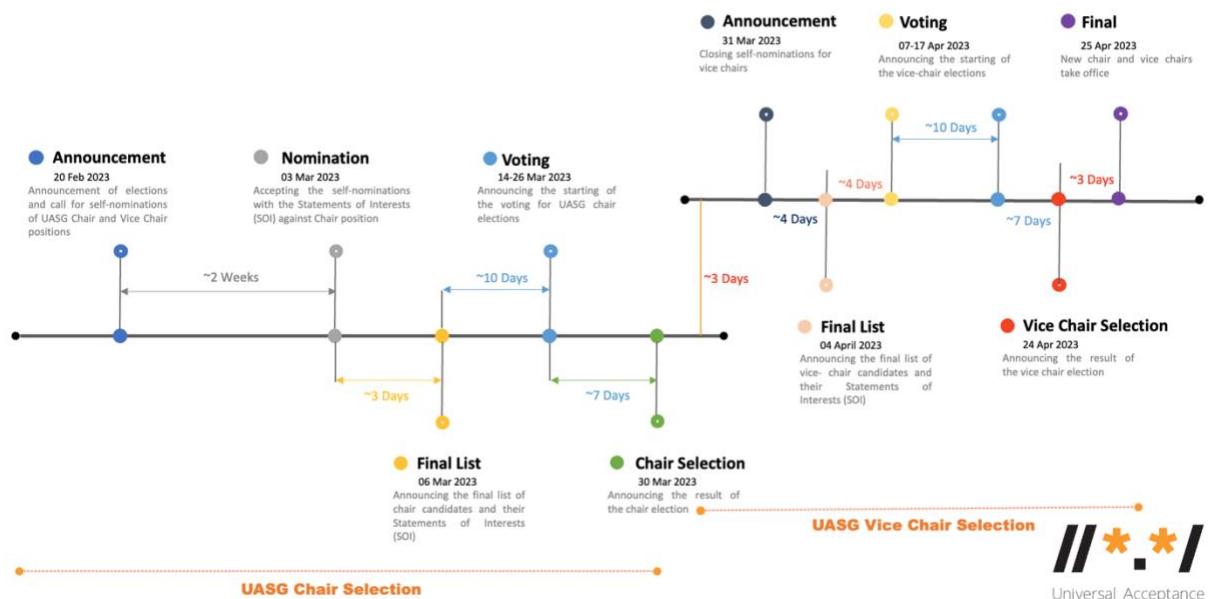 Announcement
31 Mar 2023
Closing self-nominations for
vice chairs
Voting
07-17 Apr 2023
Announcing the starting of
the vice-chair elections
Final
25 Apr 2023
New chair and vice chairs
take office
~10 Days
~4 Days
~3 Days
~4 Days
~7 Days
Announcement
20 Feb 2023
Announcement of elections
and call for self-nominations
of UASG Chair and Vice Chair
positions
Nomination
03 Mar 2023
Accepting the self-nominations
with the Statements of Interests
(SOI) against Chair position
Voting
14-26 Mar 2023
Announcing the starting of
the voting for UASG chair
elections
~2 Weeks
~10 Days
~3 Days
~3 Days
~7 Days
Final List
04 April 2023
Announcing the final list of
vice- chair candidates and
their Statements of
Interests (SOI)
Vice Chair Selection
24 Apr 2023
Announcing the result of
the vice chair election
Final List
06 Mar 2023
Announcing the final list of
chair candidates and their
Statements of Interests
(SOI)
Chair Selection
30 Mar 2023
Announcing the result of
the chair election
UASG Vice Chair Selection
UASG Chair Selection
//*.*/
Universal Acceptance